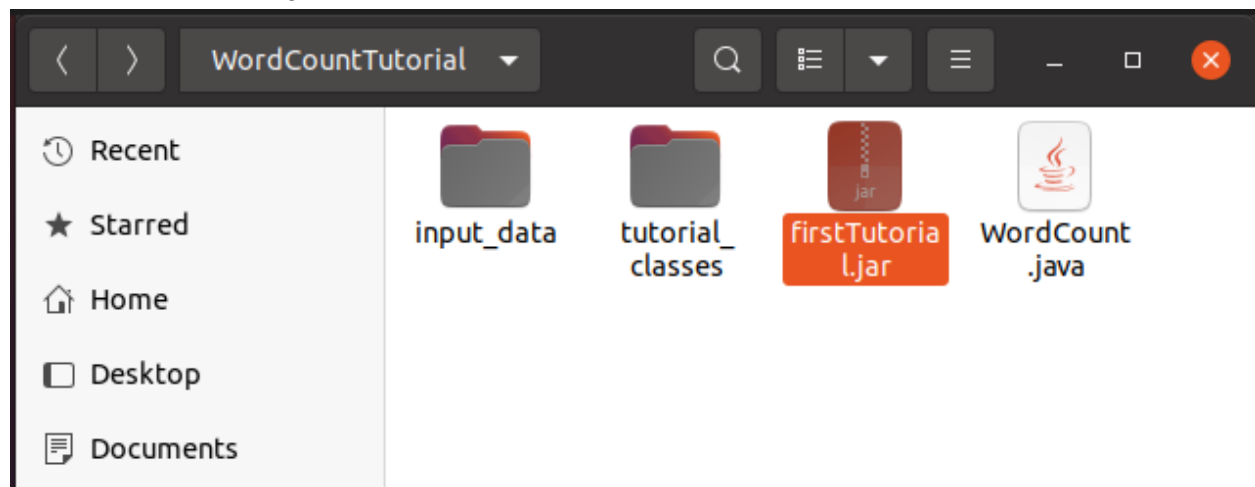 WordCountTutorial
Recent
Starred
Home
Desktop
Documents
input_data
tutorial_
classes
jar
firstTutoria
l.jar
WordCount
.java